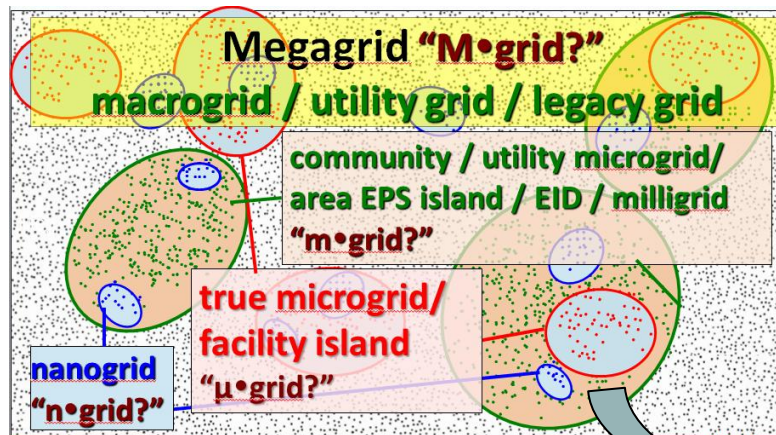 Megagrid “M•grid?”
macrogrid / utility grid / legacy grid
community / utility microgrid/
area EPS island / EID / milligrid
“m•grid?”
true microgrid/
facility island
“µ•grid?”
nanogrid
“n•grid?”